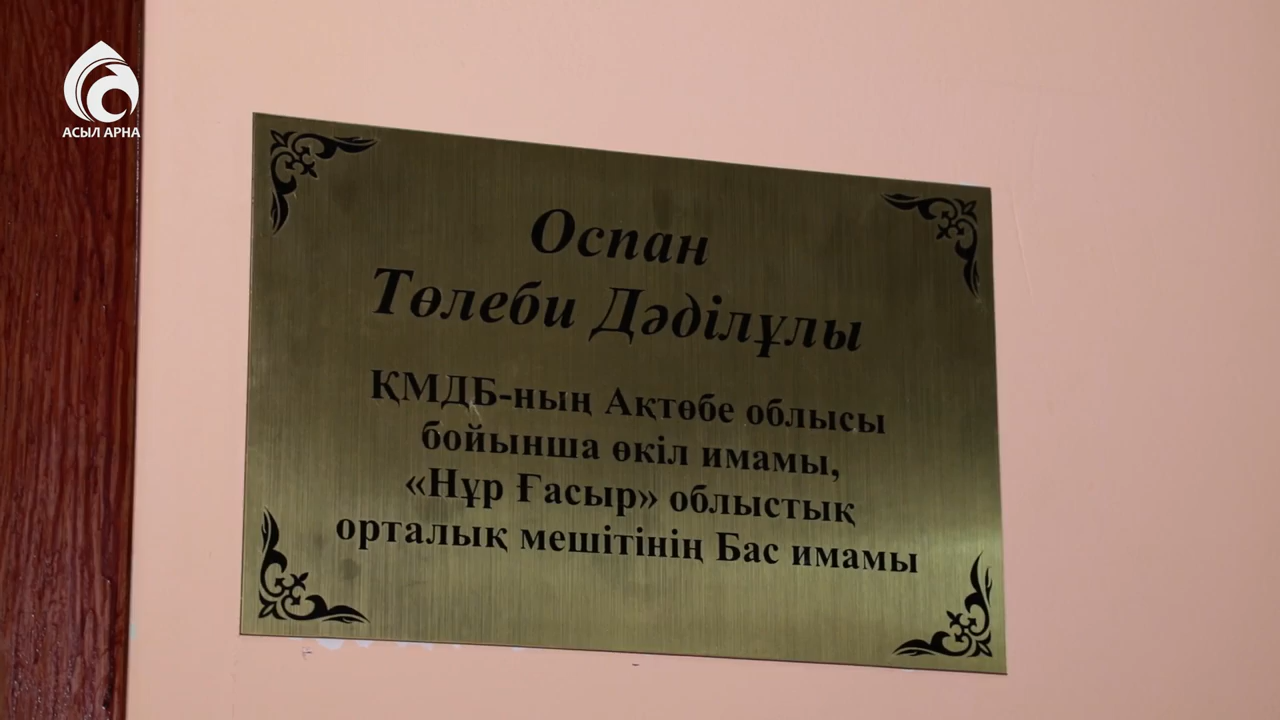 АСЫЛ АРНА
Оспан
Төлеби Дәділұлы
ҚМДБ-ның Ақтөбе облысы
бойынша өкіл имамы,
«Нұр Ғасыр» облыстық
орталық мешітінің Бас имамы